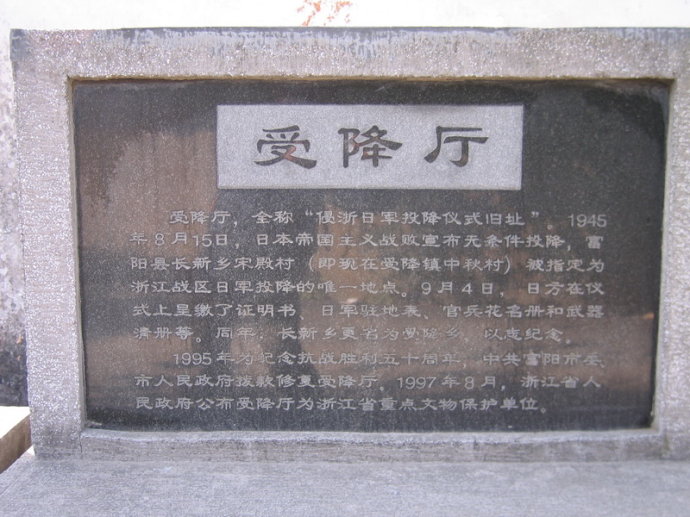 受降厅
受降厅，全称“侵浙日军投降仪式旧址”。1945
年8月15日，日本帝国主义战败宣布无条件投降，富
阳县长新乡宋殿村（即现在受降镇中秋村）被指定为
浙江战区日军投降的唯一地点。9月4日，日方在仪
式上呈缴了证明书、日军驻地表、官兵花名册和武器
清册等。同年，长新乡更名为受降乡，以志纪念。
1995年为纪念抗战胜利五十周年，中共富阳市委、
市人民政府拨款修复受降厅。1997年8月，浙江省人
民政府公布受降厅为浙江省重点文物保护单位。